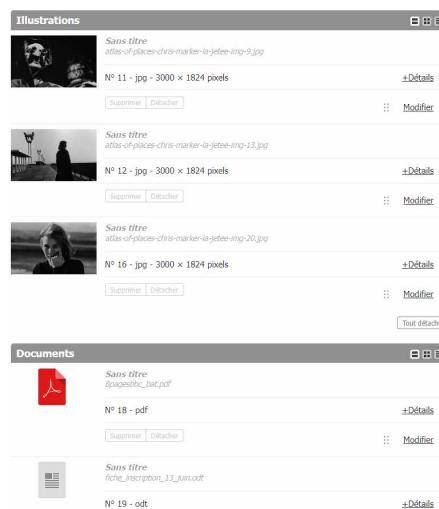 Illustrations
Sans titre
atlas-of-places-chris-marker-la-jetee-img-9.jpg
N° 11 - jpg - 3000 × 1824 pixels
+Détails
Supprimer Détacher
Modifier
Sans titre
atlas-of-places-chris-marker-la-jetee-img-13.jpg
N° 12 - jpg - 3000 × 1824 pixels
+Détails
Supprimer Détacher
Modifier
Sans titre
atlas-of-places-chris-marker-la-jetee-img-20.jpg
N° 16 - jpg - 3000 × 1824 pixels
+Détails
Supprimer Détacher
Modifier
Tout détache
Documents
Sans titre
8pagesbbc_bat.pdf
N° 18 - pdf
+Détails
Supprimer Détacher
Modifier
Sans titre
fiche_inscription_13_juin.odt
N° 19 - odt
+Détails